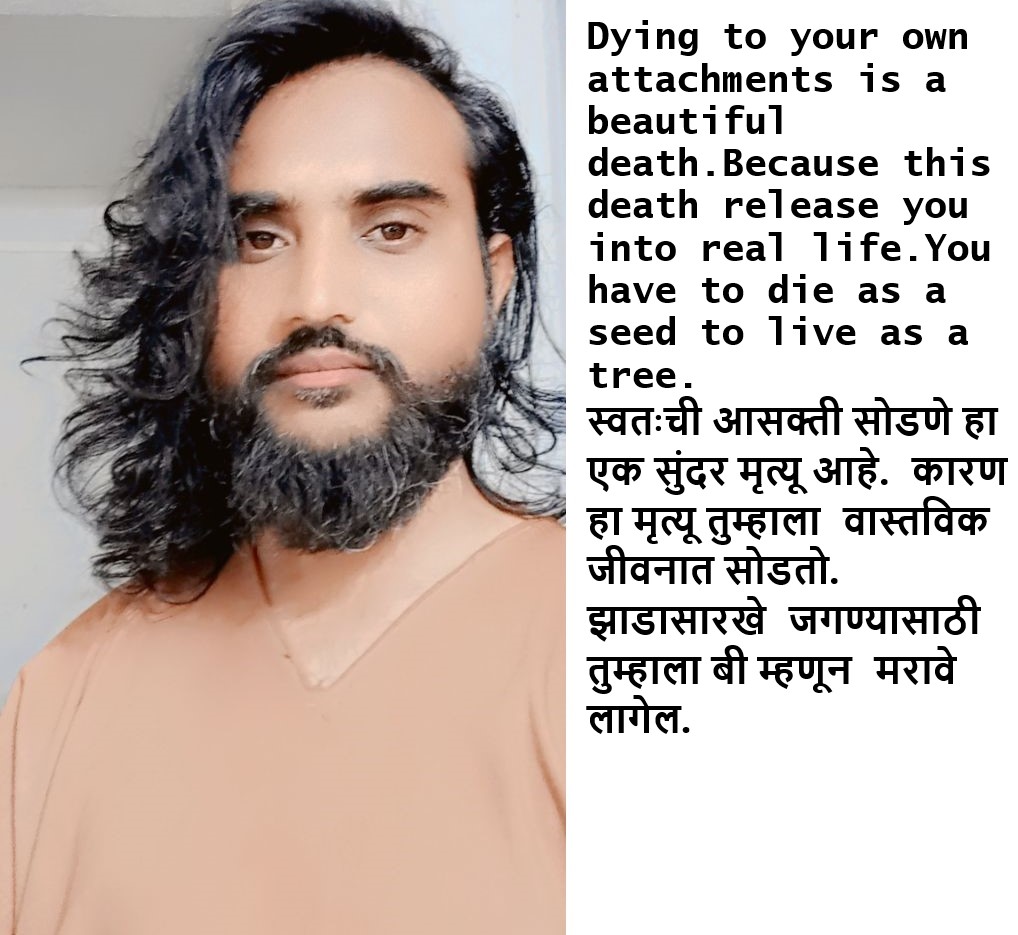 Dying to your own
attachments is a
beautiful
death.Because this
death release you
into real life.You
have to die as a
seed to live as a
tree.
स्वतःची आसक्ती सोडणे हा
एक सुंदर मृत्यू आहे. कारण
हा मृत्यू तुम्हाला वास्तविक
जीवनात सोडतो.
झाडासारखे जगण्यासाठी
तुम्हाला बी म्हणून मरावे
लागेल.